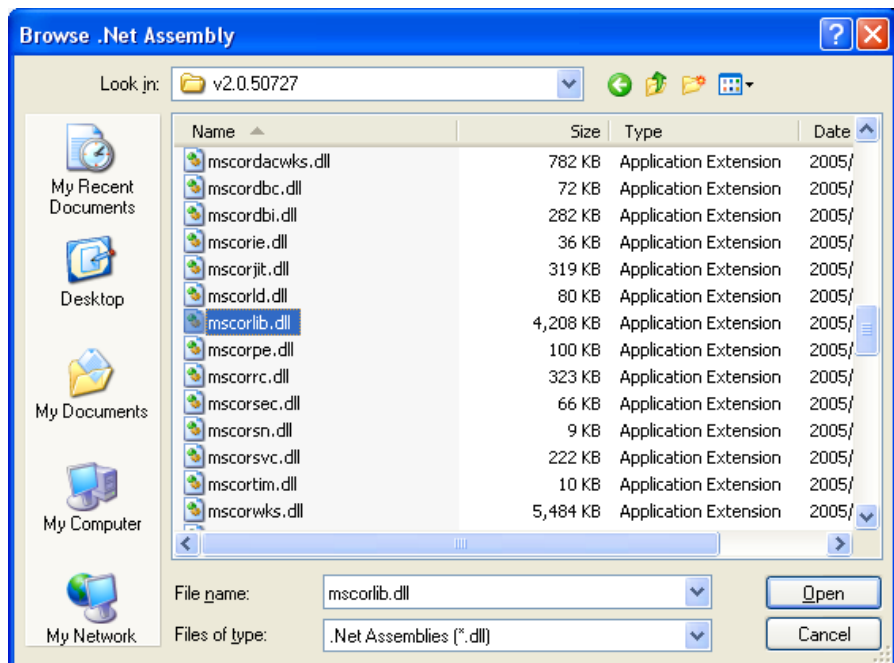 Browse .Net Assembly
Look in: v2.0.50727
Name Size Type Date
mscordacwks.dll 782 KB Application Extension 2005/
mscordbc.dll 72 KB Application Extension 2005/
mscordbi.dll 282 KB Application Extension 2005/
mscorie.dll 36 KB Application Extension 2005/
mscorjit.dll 319 KB Application Extension 2005/
mscorld.dll 80 KB Application Extension 2005/
mscorlib.dll 4,208 KB Application Extension 2005/
mscorpe.dll 100 KB Application Extension 2005/
mscorrc.dll 323 KB Application Extension 2005/
mscorsec.dll 66 KB Application Extension 2005/
mscorsn.dll 9 KB Application Extension 2005/
mscorsvc.dll 222 KB Application Extension 2005/
mscortim.dll 10 KB Application Extension 2005/
mscorwks.dll 5,484 KB Application Extension 2005/
My Recent
Documents
Desktop
My Documents
My Computer
My Network
File name: mscorlib.dll Open
Files of type: .Net Assemblies (*.dll) Cancel